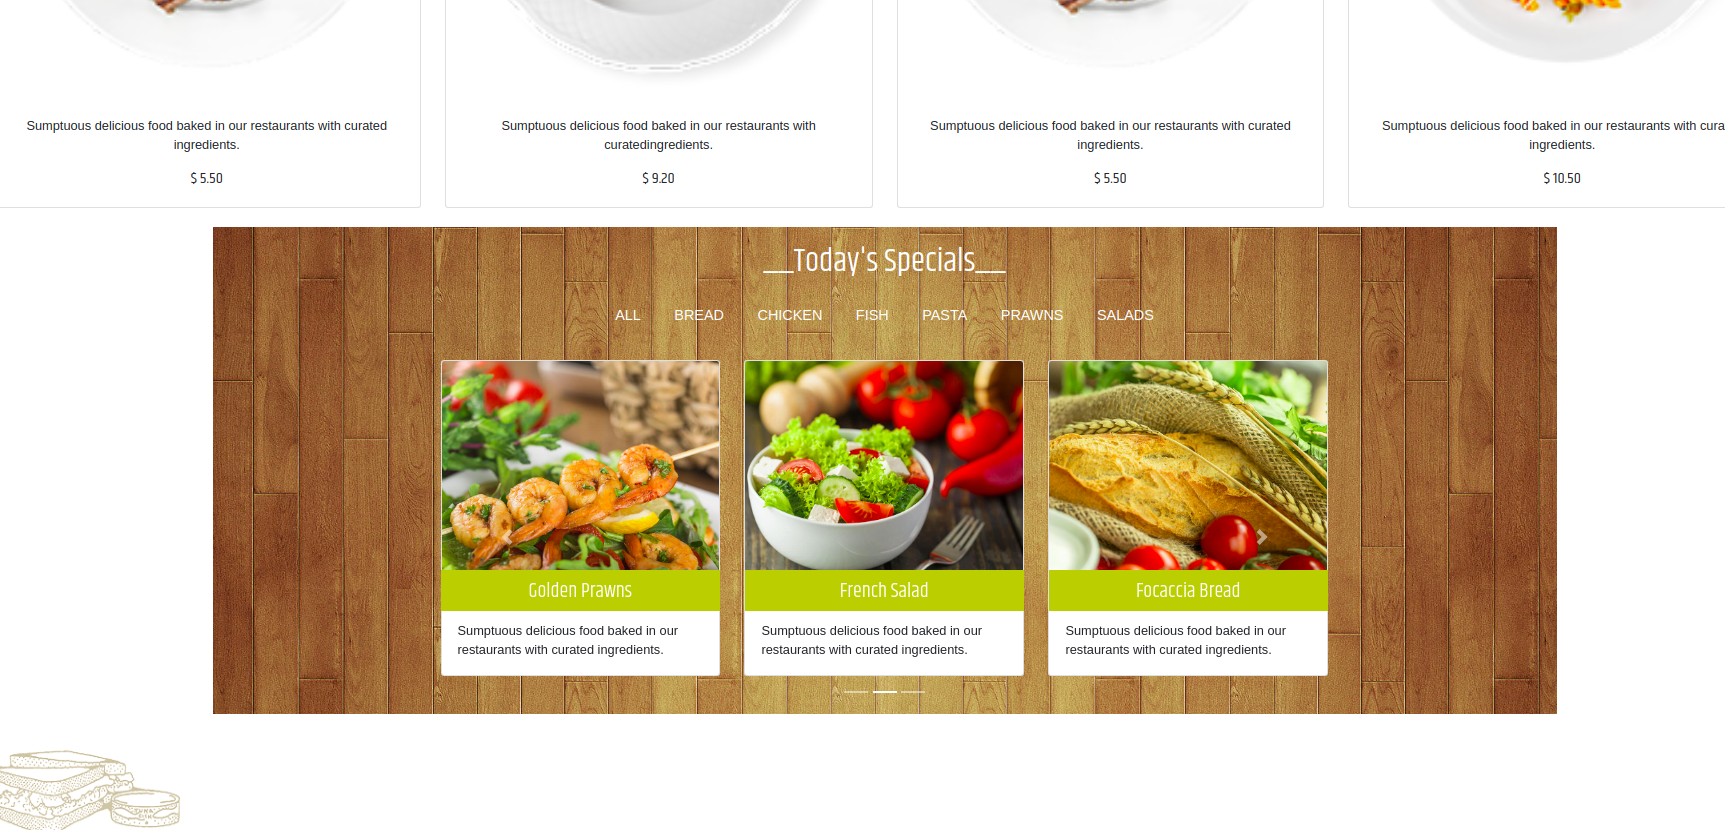 Sumptuous delicious food baked in our restaurants with curated
ingredients.
$ 5.50
Sumptuous delicious food baked in our restaurants with
curatedingredients.
$ 9.20
Sumptuous delicious food baked in our restaurants with curated
ingredients.
$ 5.50
Sumptuous delicious food baked in our restaurants with cura
ingredients.
$ 10.50
__Today's Specials__
ALL BREAD CHICKEN FISH PASTA PRAWNS SALADS
Golden Prawns
Sumptuous delicious food baked in our
restaurants with curated ingredients.
French Salad
Sumptuous delicious food baked in our
restaurants with curated ingredients.
Focaccia Bread
Sumptuous delicious food baked in our
restaurants with curated ingredients.